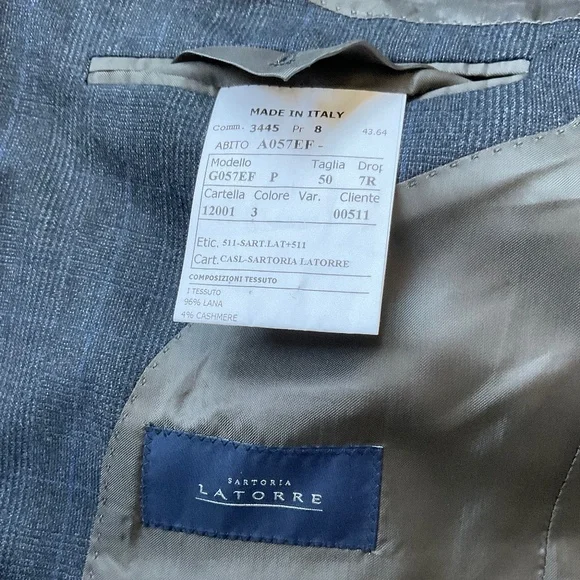 MADE IN ITALY
Comm. 3445 Pr 8 43.64
ABITO A057EF -
Modello Taglia Drop
G057EF P 50 7R
Cartella Colore Var. Cliente
12001 3 00511
Etic. 511-SART.LAT+511
Cart. CASL-SARTORIA LATORRE
COMPOSIZIONI TESSUTO
1 TESSUTO
96% LANA
4% CASHMERE
SARTORIA
LATORRE